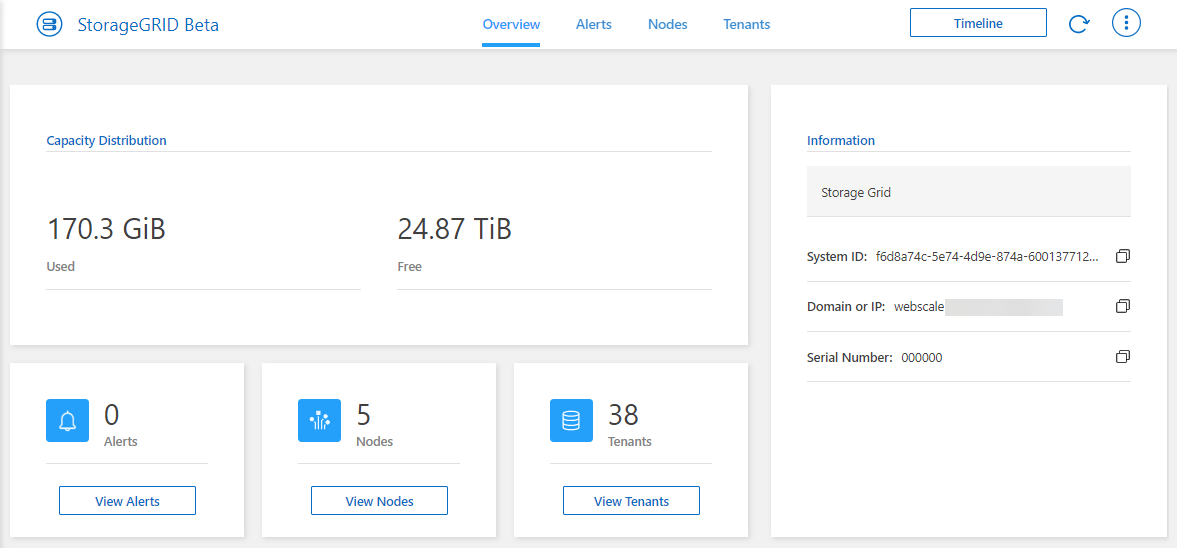 StorageGRID Beta
Overview Alerts Nodes Tenants
Timeline
Capacity Distribution
170.3 GiB
Used
24.87 TiB
Free
0
Alerts
View Alerts
5
Nodes
View Nodes
38
Tenants
View Tenants
Information
Storage Grid
System ID: f6d8a74c-5e74-4d9e-874a-600137712...
Domain or IP: webscale
Serial Number: 000000